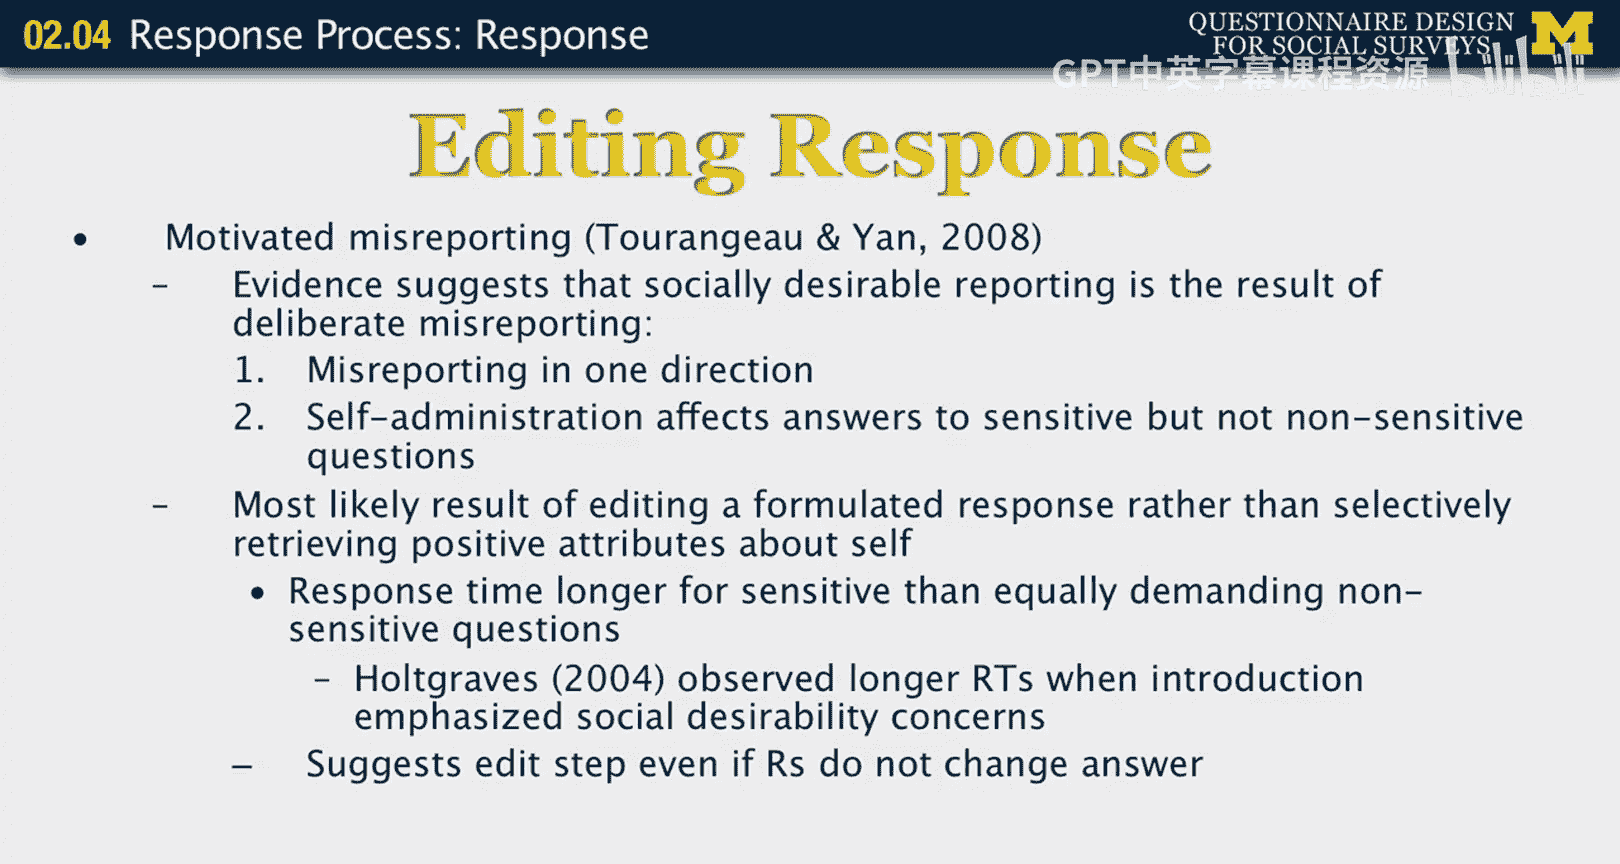 02.04 Response Process: Response
QUESTIONNAIRE DESIGN
FOR SOCIAL SURVEYS
M
GPT中英字幕课程资源 bilibili
Editing Response
• Motivated misreporting (Tourangeau & Yan, 2008)
– Evidence suggests that socially desirable reporting is the result of
deliberate misreporting:
1. Misreporting in one direction
2. Self-administration affects answers to sensitive but not non-sensitive
questions
– Most likely result of editing a formulated response rather than selectively
retrieving positive attributes about self
• Response time longer for sensitive than equally demanding non-
sensitive questions
– Holtgraves (2004) observed longer RTs when introduction
emphasized social desirability concerns
– Suggests edit step even if Rs do not change answer